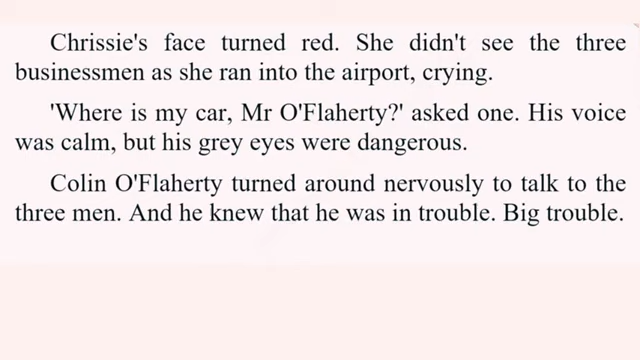 Chrissie's face turned red. She didn't see the three
businessmen as she ran into the airport, crying.
'Where is my car, Mr O'Flaherty?' asked one. His voice
was calm, but his grey eyes were dangerous.
Colin O'Flaherty turned around nervously to talk to the
three men. And he knew that he was in trouble. Big trouble.